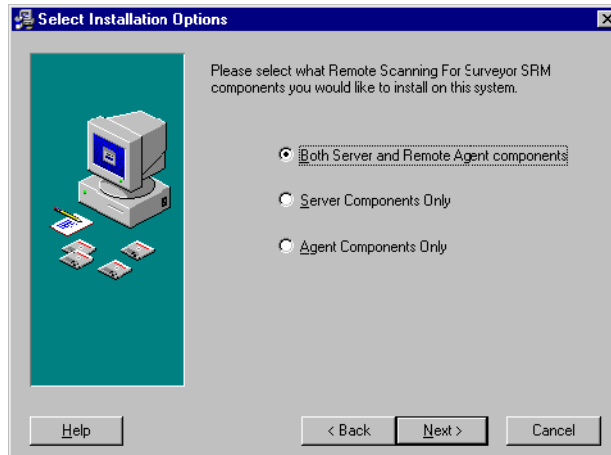 Select Installation Options
Please select what Remote Scanning For Surveyor SRM
components you would like to install on this system.
Both Server and Remote Agent components
Server Components Only
Agent Components Only
Help
< Back
Next >
Cancel